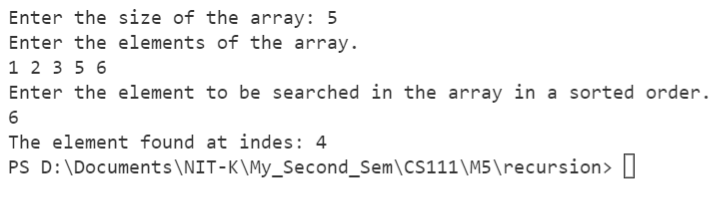 Enter the size of the array: 5
Enter the elements of the array.
1 2 3 5 6
Enter the element to be searched in the array in a sorted order.
6
The element found at indes: 4
PS D:\Documents\NIT-K\My_Second_Sem\CS111\M5\recursion>